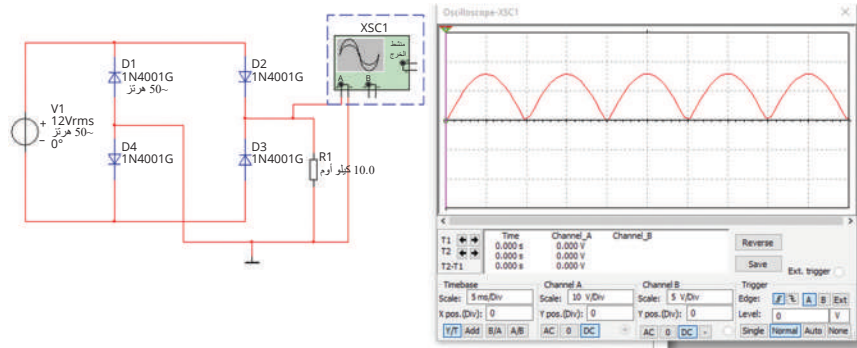 XSC1
منشط
الخرج
A
B
D1
1N4001G
~50 هرتز
D2
1N4001G
V1
12Vrms
~50 هرتز
0°
D4
1N4001G
D3
1N4001G
R1
10.0 كيلو أوم
Oscilloscope-XSC1
Time Channel_A Channel_B
T1 0.000 s 0.000 V
T2 0.000 s 0.000 V
T2-T1 0.000 s 0.000 V
Reverse
Save
Ext. trigger
Timebase
Scale: 5 ms/Div
X pos.(Div): 0
Y/T Add B/A A/B
Channel A
Scale: 10 V/Div
Y pos.(Div): 0
AC 0 DC
Channel B
Scale: 5 V/Div
Y pos.(Div): 0
AC 0 DC -
Trigger
Edge: A B Ext
Level: 0 V
Single Normal Auto None